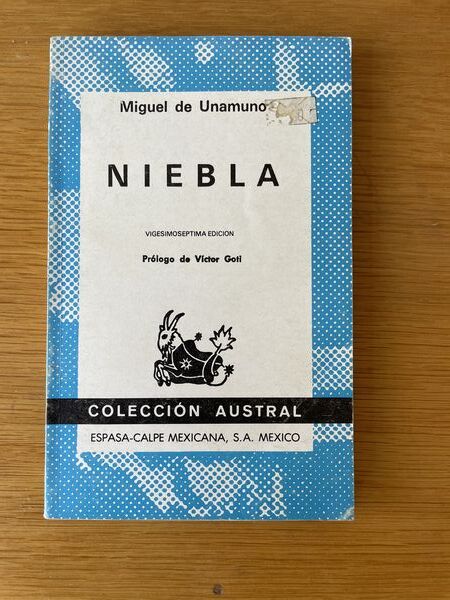 Miguel de Unamuno
NIEBLA
VIGESIMOSEPTIMA EDICION
Prólogo de Víctor Goti
COLECCIÓN AUSTRAL
ESPASA-CALPE MEXICANA, S.A. MEXICO